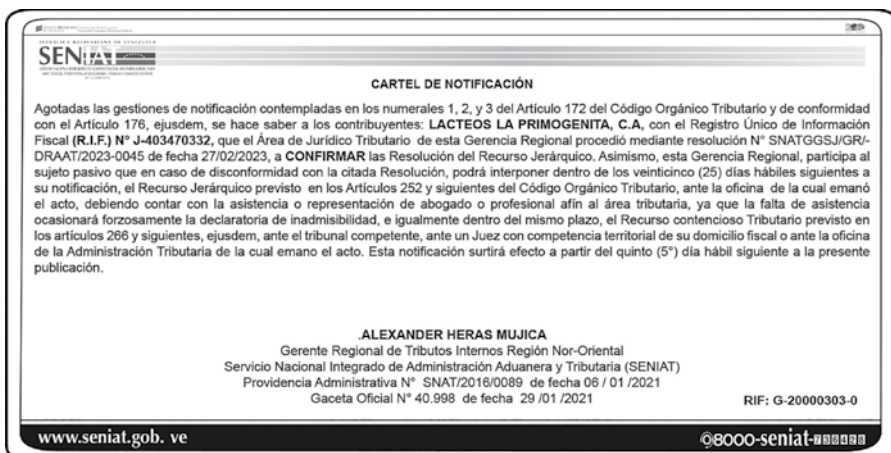 REPÚBLICA BOLIVARIANA DE VENEZUELA
SENIAT
CARTEL DE NOTIFICACIÓN
Agotadas las gestiones de notificación contempladas en los numerales 1, 2, y 3 del Artículo 172 del Código Orgánico Tributario y de conformidad
con el Artículo 176, ejusdem, se hace saber a los contribuyentes: LACTEOS LA PRIMOGENITA, C.A, con el Registro Único de Información
Fiscal (R.I.F.) N° J-403470332, que el Área de Jurídico Tributario de esta Gerencia Regional procedió mediante resolución N° SNATGGSJ/GR/-
DRAAT/2023-0045 de fecha 27/02/2023, a CONFIRMAR las Resolución del Recurso Jerárquico. Asimismo, esta Gerencia Regional, participa al
sujeto pasivo que en caso de disconformidad con la citada Resolución, podrá interponer dentro de los veinticinco (25) días hábiles siguientes a
su notificación, el Recurso Jerárquico previsto en los Artículos 252 y siguientes del Código Orgánico Tributario, ante la oficina de la cual emanó
el acto, debiendo contar con la asistencia o representación de abogado o profesional afín al área tributaria, ya que la falta de asistencia
ocasionará forzosamente la declaratoria de inadmisibilidad, e igualmente dentro del mismo plazo, el Recurso contencioso Tributario previsto en
los artículos 266 y siguientes, ejusdem, ante el tribunal competente, ante un Juez con competencia territorial de su domicilio fiscal o ante la oficina
de la Administración Tributaria de la cual emano el acto. Esta notificación surtirá efecto a partir del quinto (5°) día hábil siguiente a la presente
publicación.
.ALEXANDER HERAS MUJICA
Gerente Regional de Tributos Internos Región Nor-Oriental
Servicio Nacional Integrado de Administración Aduanera y Tributaria (SENIAT)
Providencia Administrativa N° SNAT/2016/0089 de fecha 06 / 01 /2021
Gaceta Oficial N° 40.998 de fecha 29 /01 /2021
RIF: G-20000303-0
www.seniat.gob. ve
08000-seniat-736428